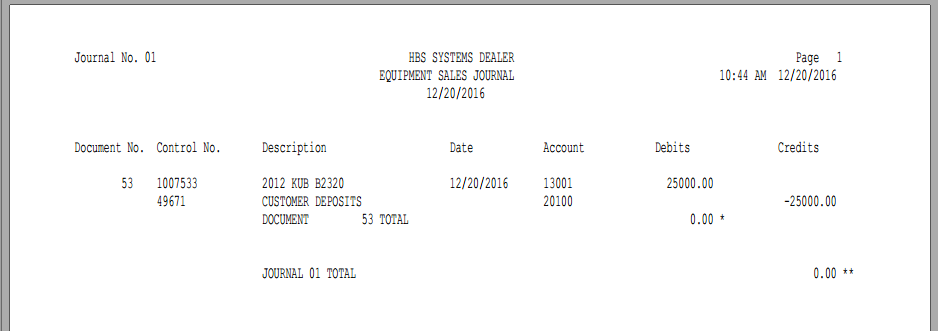 Journal No. 01 HBS SYSTEMS DEALER Page 1
EQUIPMENT SALES JOURNAL 10:44 AM 12/20/2016
12/20/2016
Document No. Control No. Description Date Account Debits Credits
53 1007533 2012 KUB B2320 12/20/2016 13001 25000.00
49671 CUSTOMER DEPOSITS 20100 -25000.00
DOCUMENT 53 TOTAL 0.00 *
JOURNAL 01 TOTAL 0.00 **